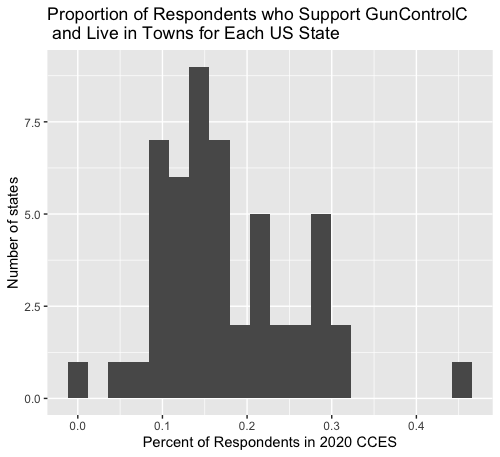 Proportion of Respondents who Support GunControlC
and Live in Towns for Each US State
7.5
5.0
2.5
0.0
Number of states
0.0 0.1 0.2 0.3 0.4
Percent of Respondents in 2020 CCES